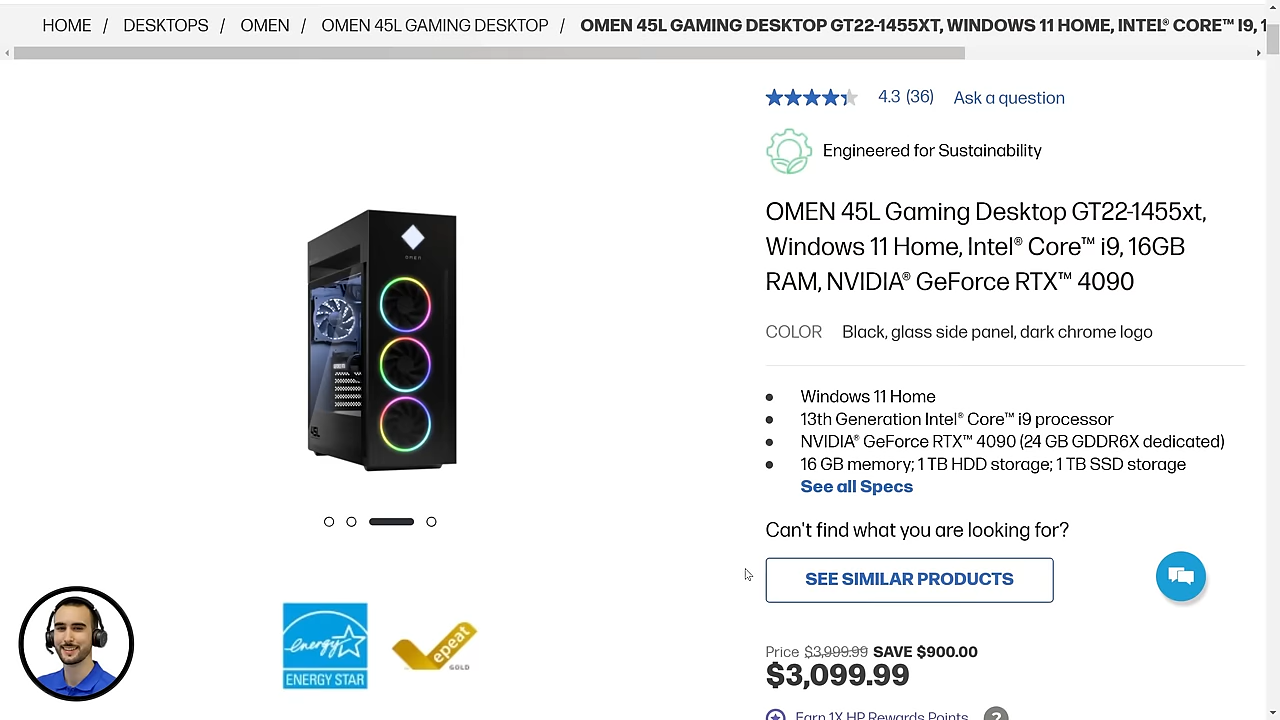 HOME / DESKTOPS / OMEN / OMEN 45L GAMING DESKTOP / OMEN 45L GAMING DESKTOP GT22-1455XT, WINDOWS 11 HOME, INTEL® CORE™ I9, 1
4.3 (36) Ask a question
Engineered for Sustainability
OMEN 45L Gaming Desktop GT22-1455xt,
Windows 11 Home, Intel® Core™ i9, 16GB
RAM, NVIDIA® GeForce RTX™ 4090
COLOR Black, glass side panel, dark chrome logo
Windows 11 Home
13th Generation Intel® Core™ i9 processor
NVIDIA® GeForce RTX™ 4090 (24 GB GDDR6X dedicated)
16 GB memory; 1 TB HDD storage; 1 TB SSD storage
See all Specs
Can't find what you are looking for?
SEE SIMILAR PRODUCTS
Price $3,999.99 SAVE $900.00
$3,099.99
Earn 1X HP Rewards Points ?
OMEN
45L
energy
ENERGY STAR
epeat
GOLD